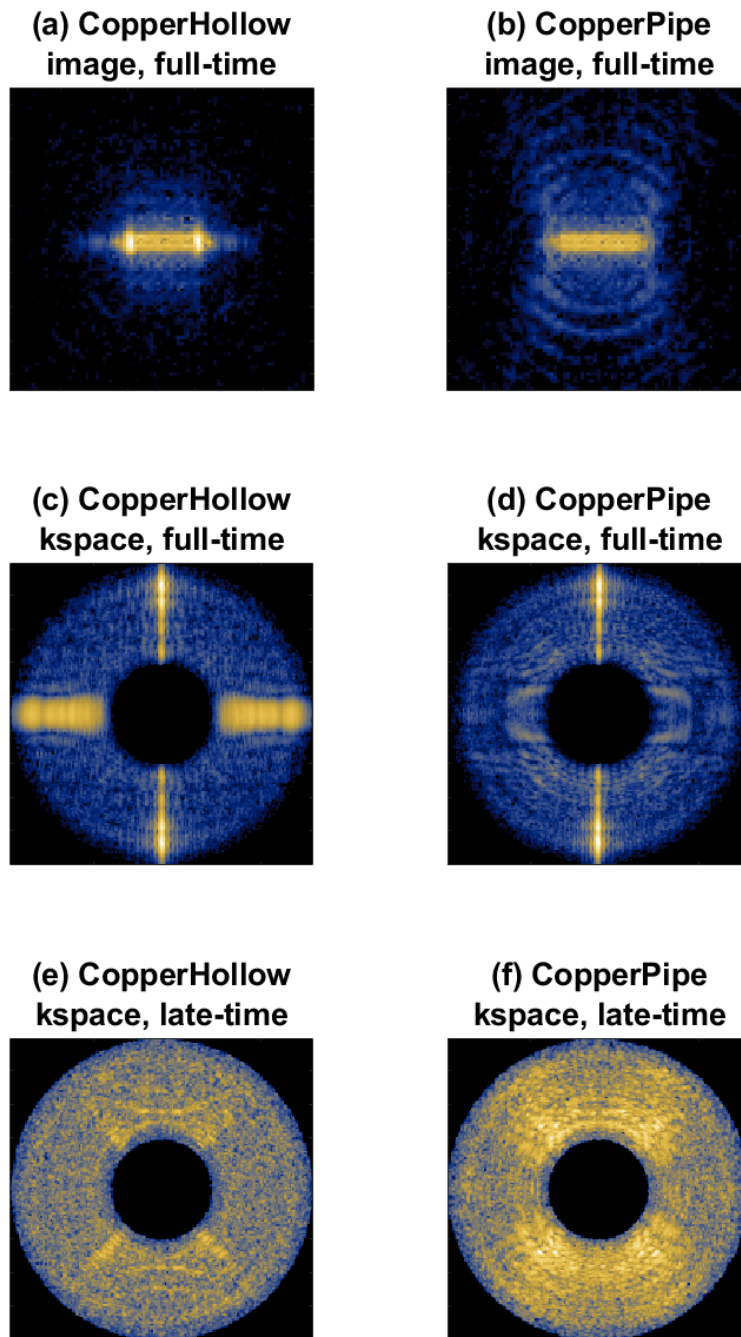 (a) CopperHollow
image, full-time
(b) CopperPipe
image, full-time
(c) CopperHollow
kspace, full-time
(d) CopperPipe
kspace, full-time
(e) CopperHollow
kspace, late-time
(f) CopperPipe
kspace, late-time